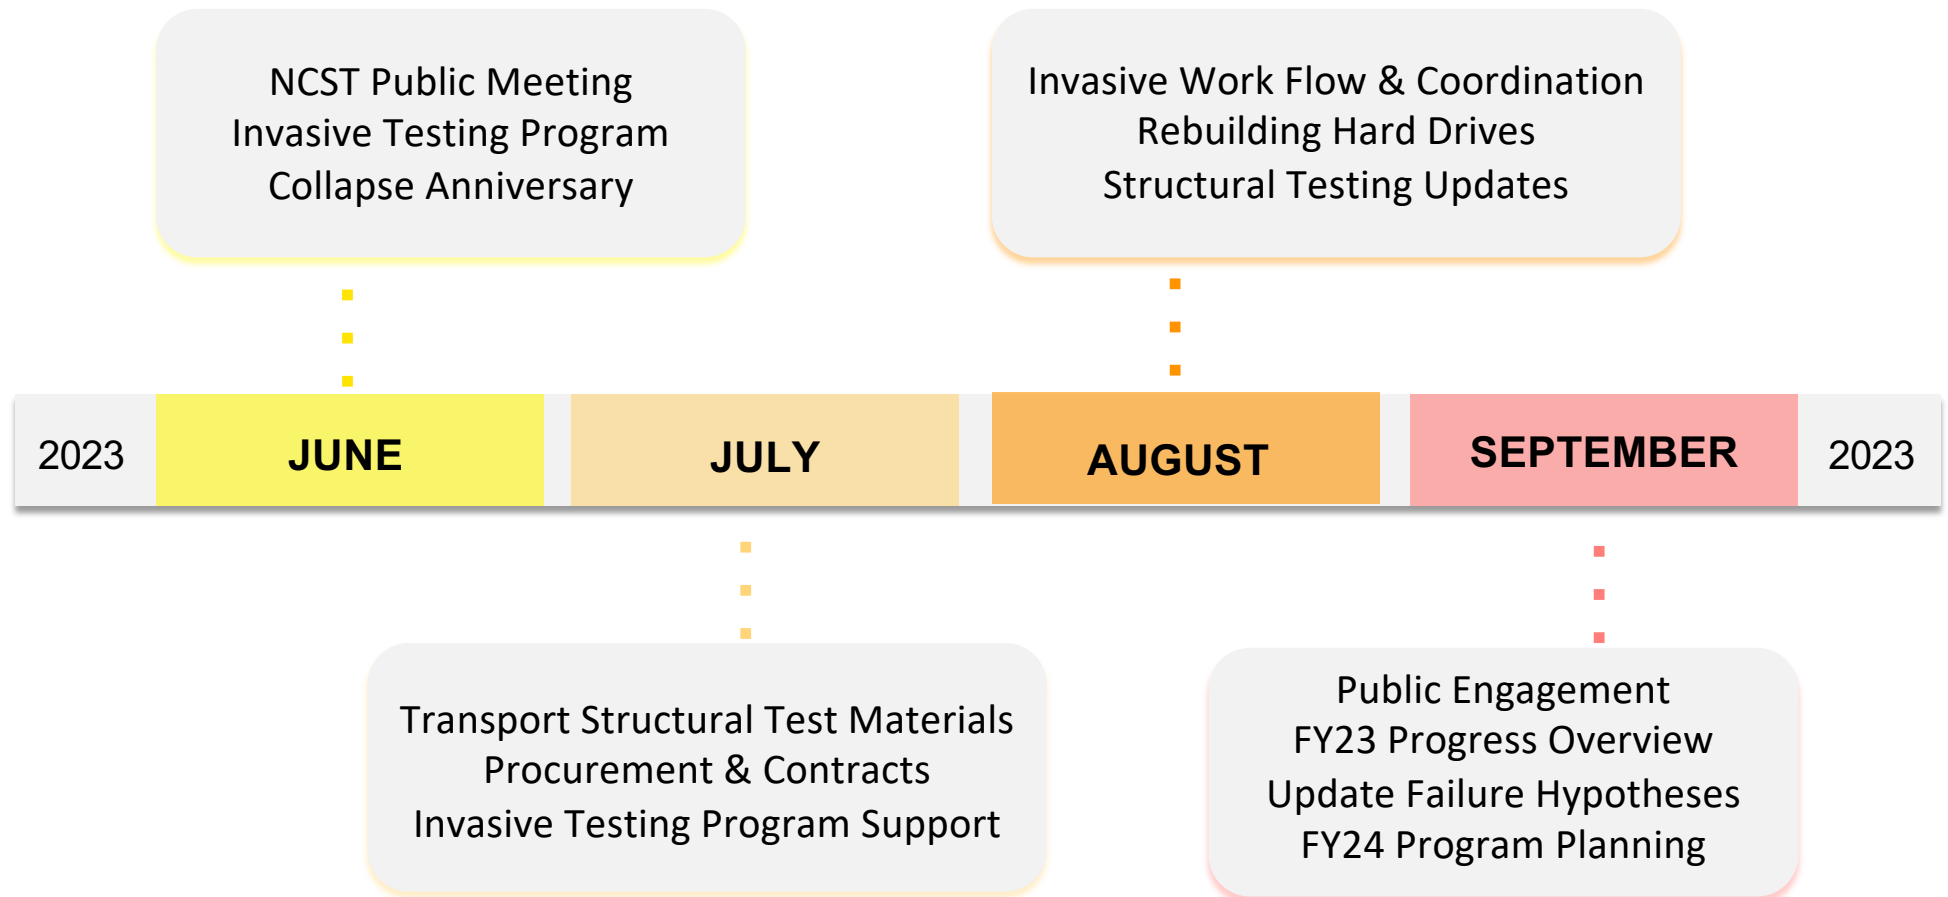 NCST Public Meeting
Invasive Testing Program
Collapse Anniversary
Invasive Work Flow & Coordination
Rebuilding Hard Drives
Structural Testing Updates
2023
JUNE
JULY
AUGUST
SEPTEMBER
2023
Transport Structural Test Materials
Procurement & Contracts
Invasive Testing Program Support
Public Engagement
FY23 Progress Overview
Update Failure Hypotheses
FY24 Program Planning